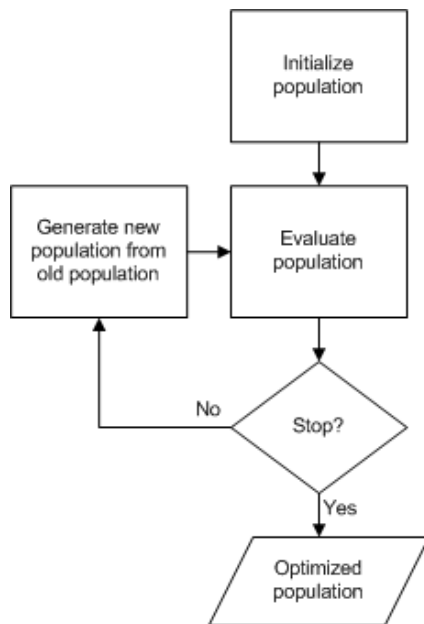 Initialize
population
Generate new
population from
old population
Evaluate
population
No
Stop?
Yes
Optimized
population